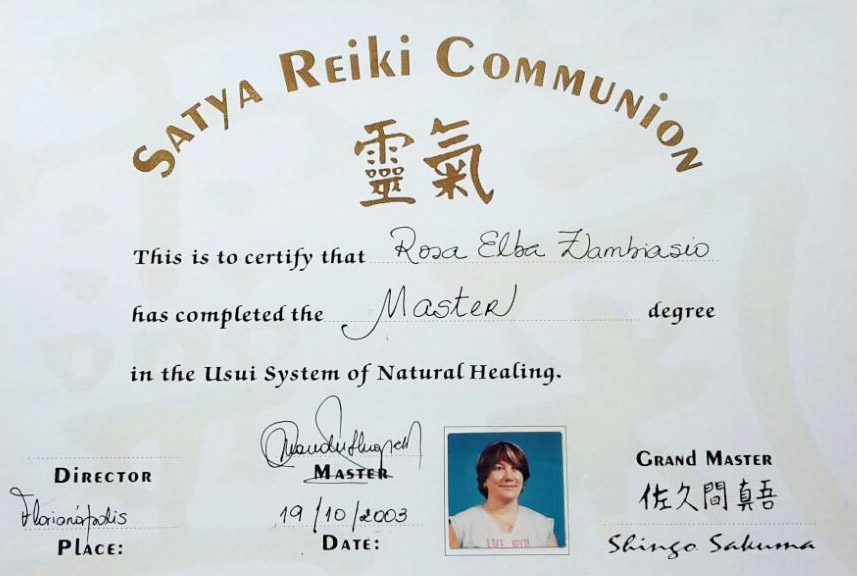 SATYA REIKI COMMUNION
靈氣
This is to certify that Rosa Elba Zambiasio
has completed the Master degree
in the Usui System of Natural Healing.
DIRECTOR
MASTER
GRAND MASTER
佐久間真吾
Florianópolis
19/10/2003
Shingo Sakuma
PLACE:
DATE: